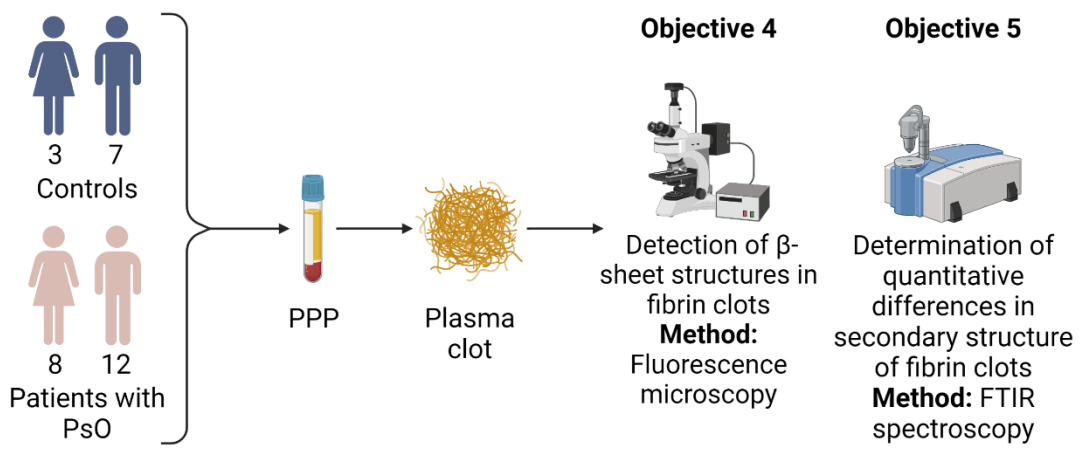 3 7
Controls
8 12
Patients with
PsO
PPP
Plasma
clot
Objective 4
Detection of β-
sheet structures in
fibrin clots
Method:
Fluorescence
microscopy
Objective 5
Determination of
quantitative
differences in
secondary structure
of fibrin clots
Method: FTIR
spectroscopy